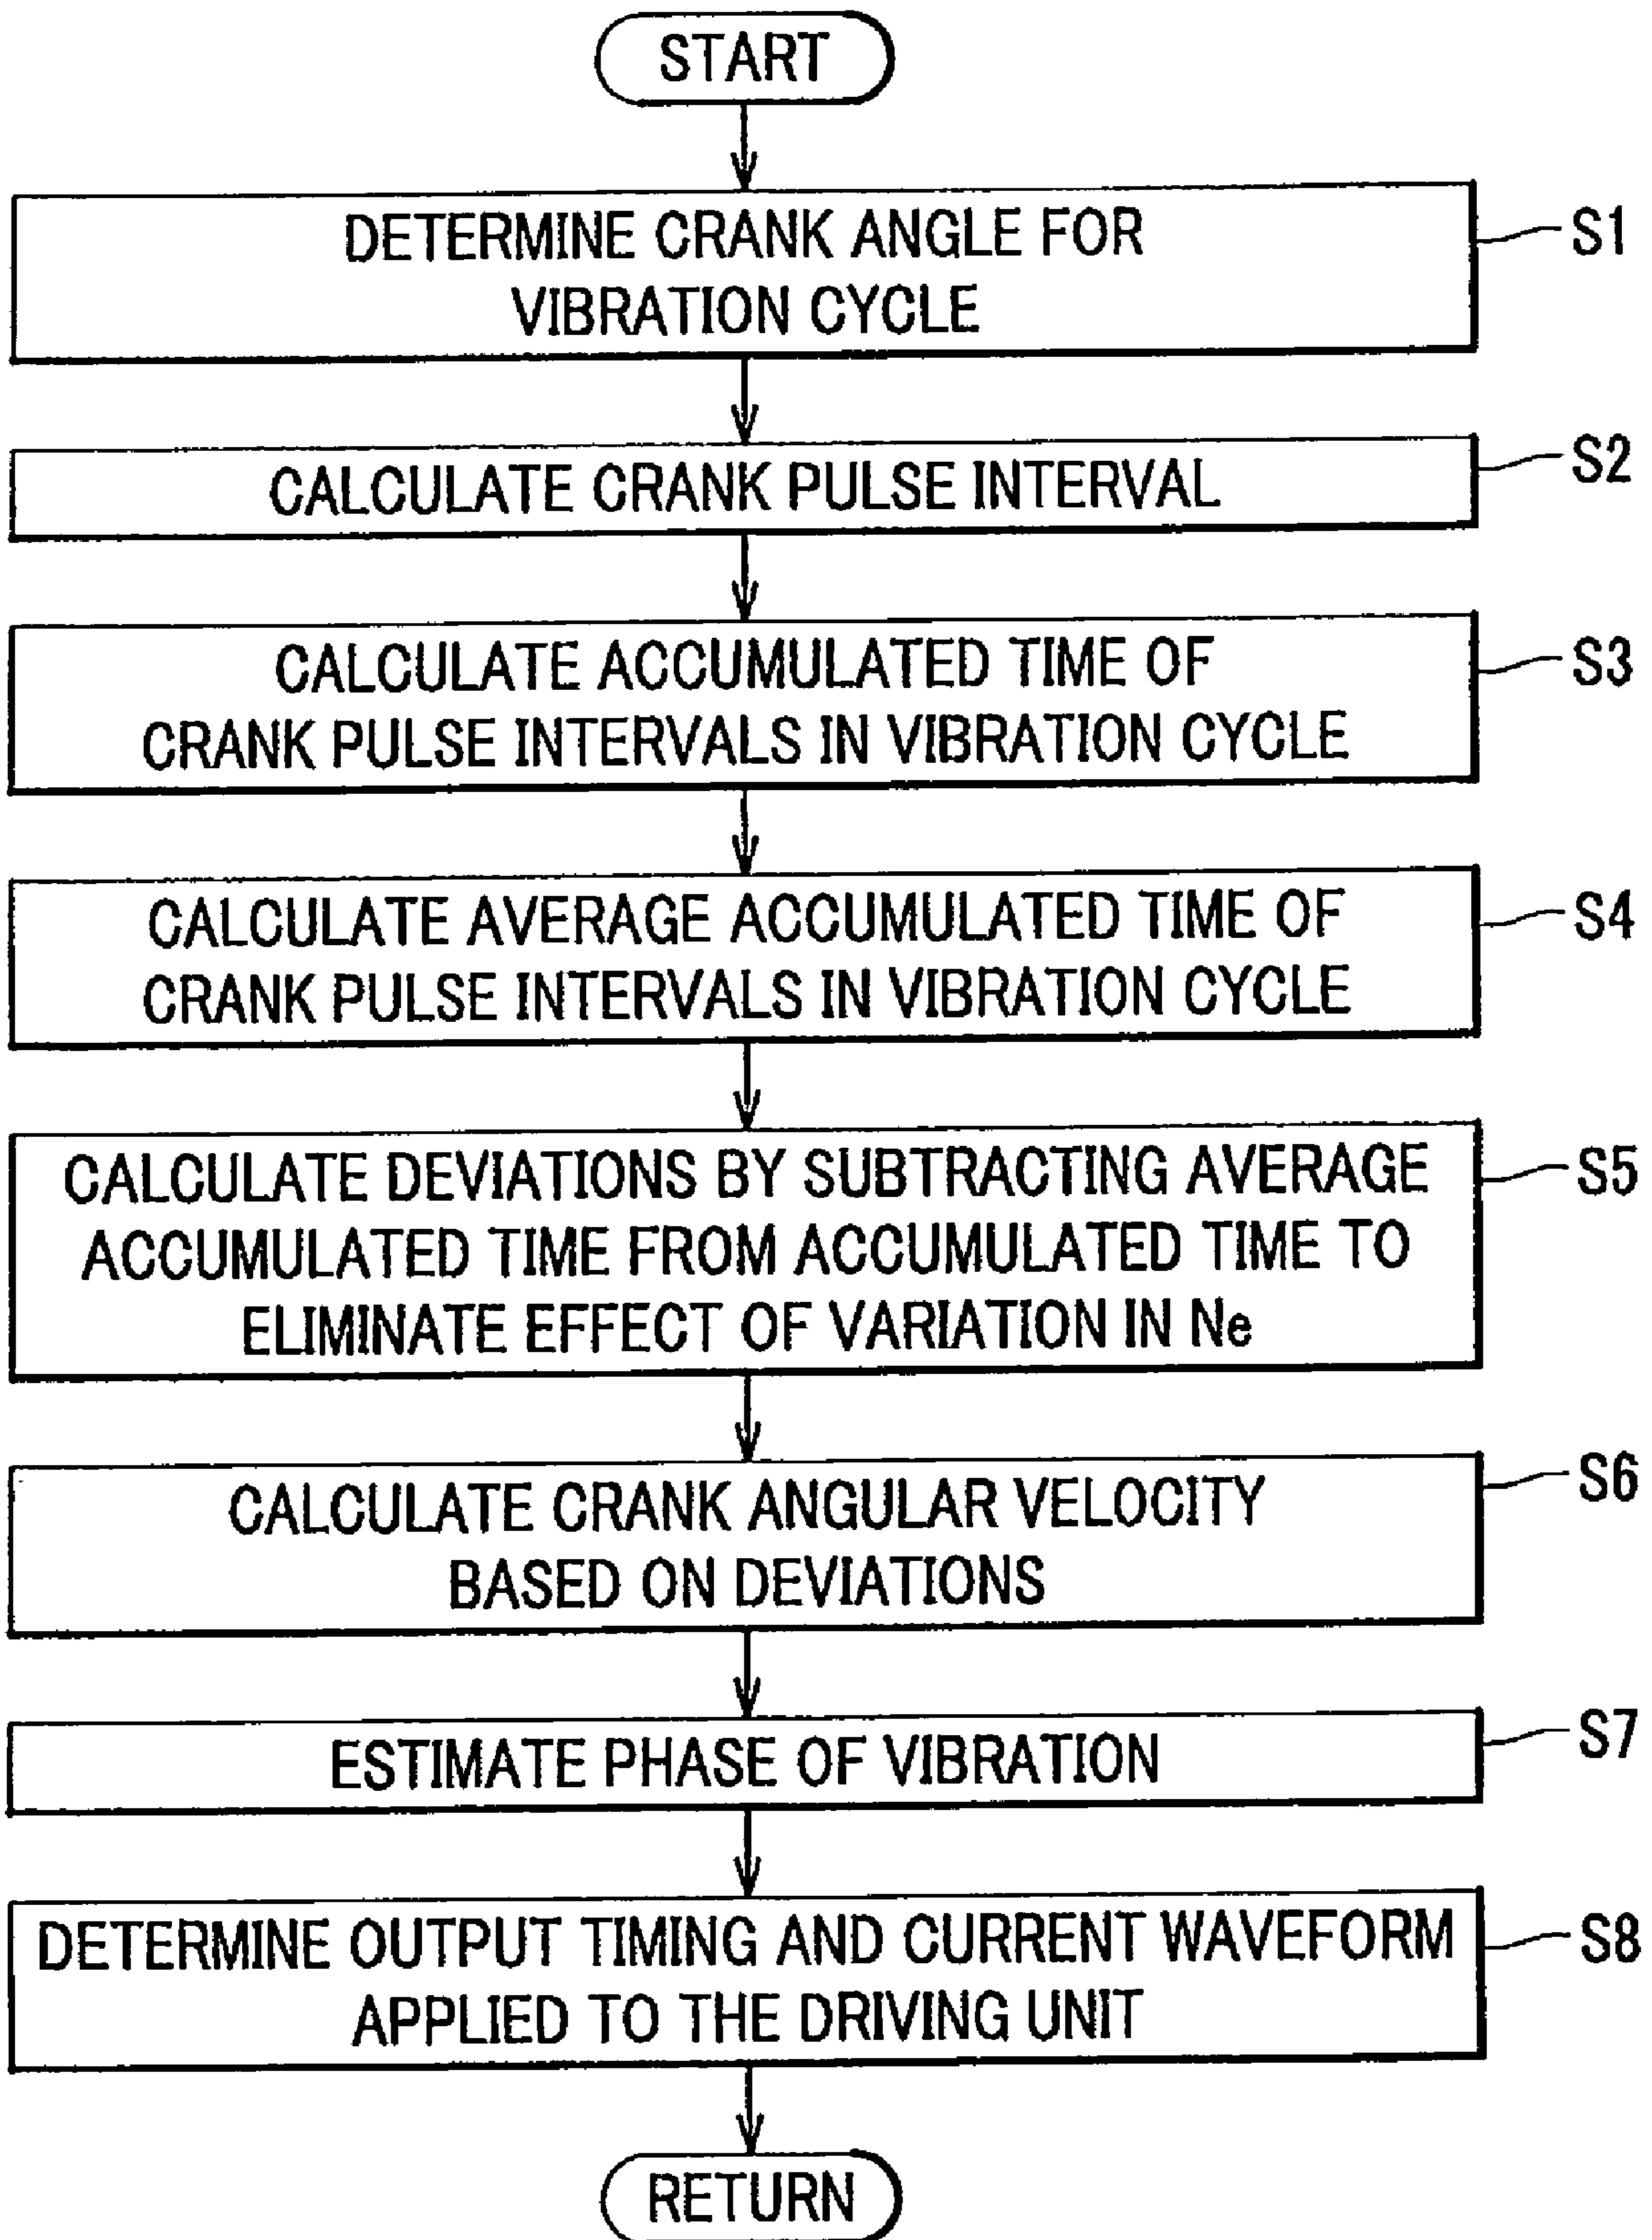 START
DETERMINE CRANK ANGLE FOR
VIBRATION CYCLE
S1
CALCULATE CRANK PULSE INTERVAL
S2
CALCULATE ACCUMULATED TIME OF
CRANK PULSE INTERVALS IN VIBRATION CYCLE
S3
CALCULATE AVERAGE ACCUMULATED TIME OF
CRANK PULSE INTERVALS IN VIBRATION CYCLE
S4
CALCULATE DEVIATIONS BY SUBTRACTING AVERAGE
ACCUMULATED TIME FROM ACCUMULATED TIME TO
ELIMINATE EFFECT OF VARIATION IN Ne
S5
CALCULATE CRANK ANGULAR VELOCITY
BASED ON DEVIATIONS
S6
ESTIMATE PHASE OF VIBRATION
S7
DETERMINE OUTPUT TIMING AND CURRENT WAVEFORM
APPLIED TO THE DRIVING UNIT
S8
RETURN